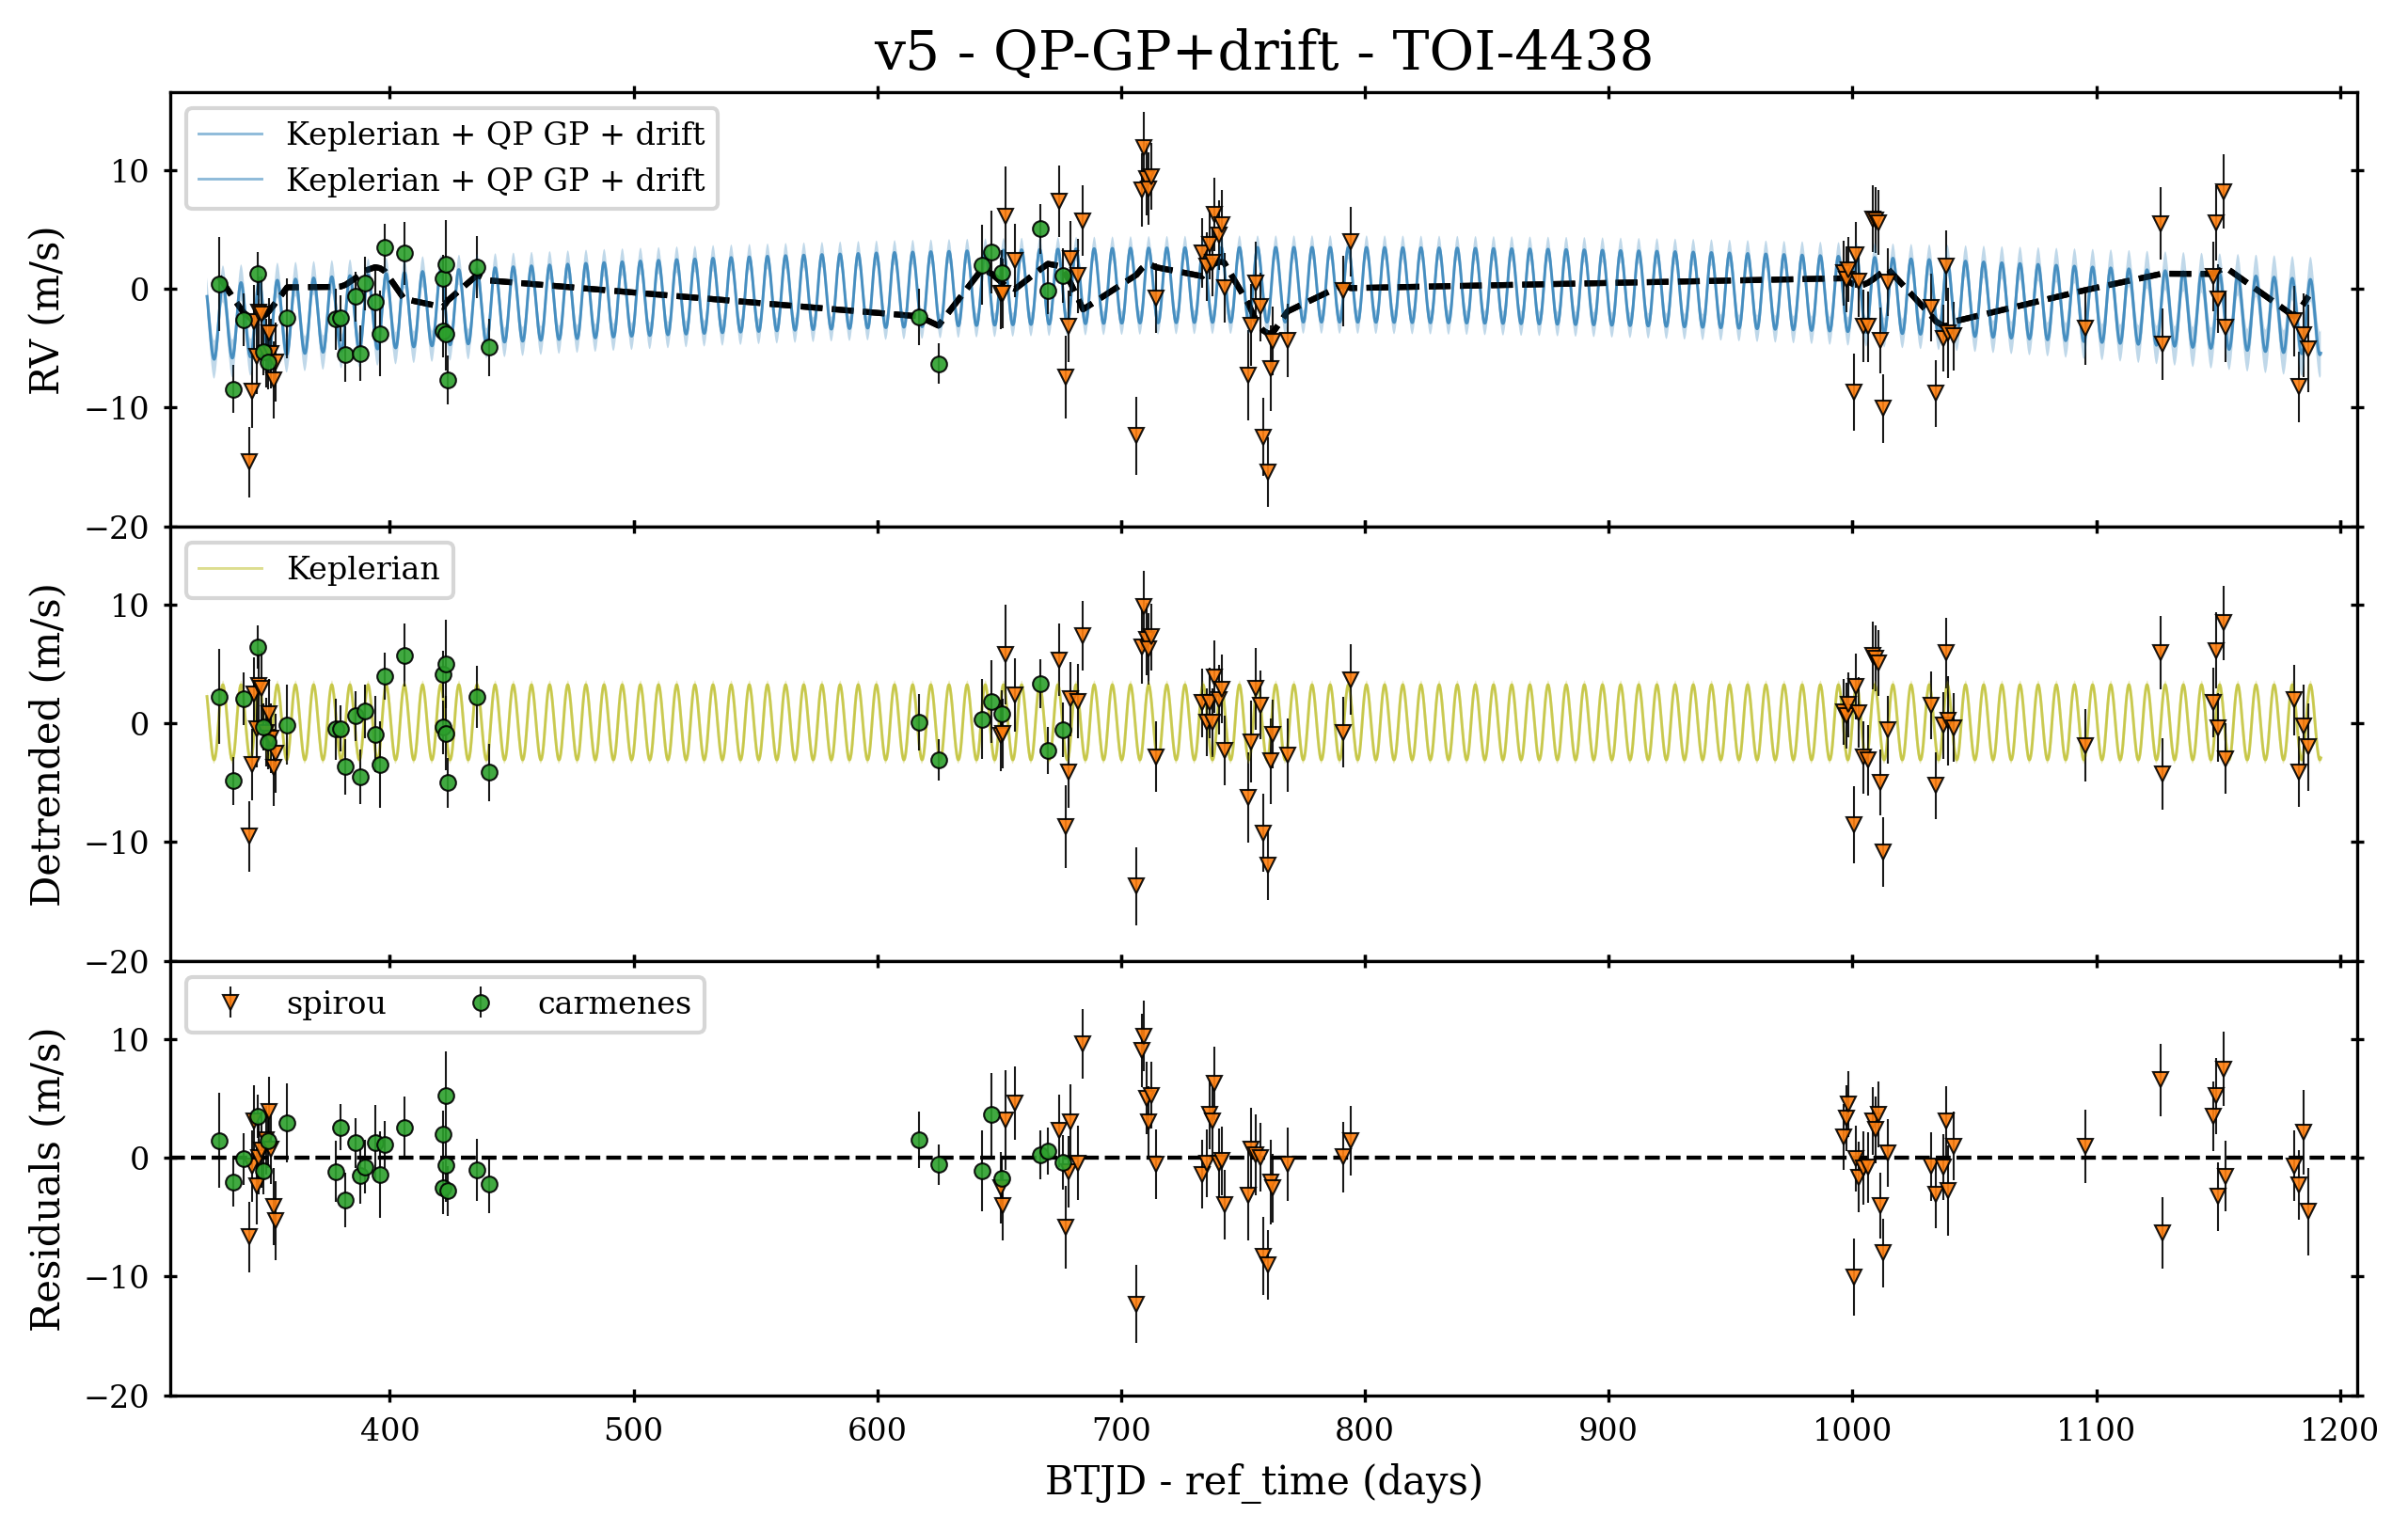 v5 - QP-GP+drift - TOI-4438
Keplerian + QP GP + drift
Keplerian + QP GP + drift
10
0
−10
−20
RV (m/s)
Keplerian
10
0
−10
−20
Detrended (m/s)
spirou carmenes
10
0
−10
−20
Residuals (m/s)
400 500 600 700 800 900 1000 1100 1200
BTJD - ref_time (days)